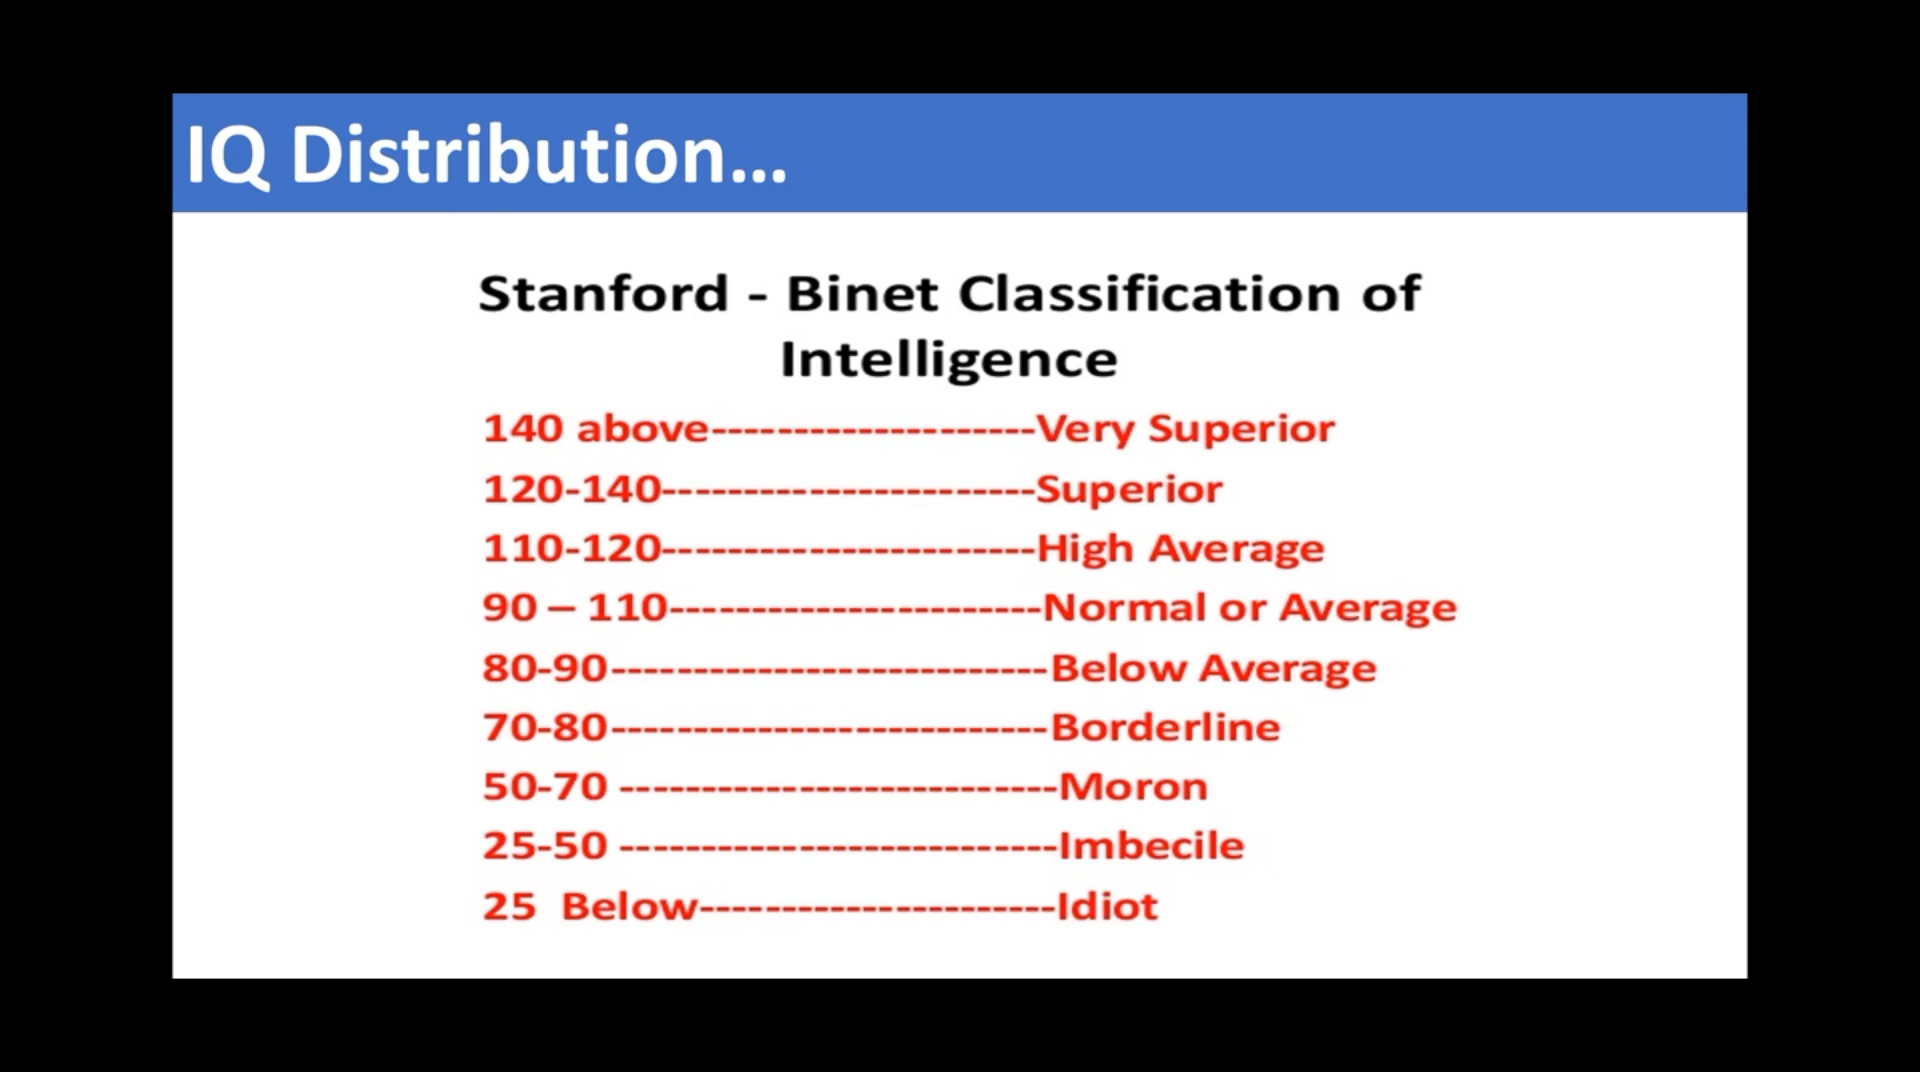 IQ Distribution...
Stanford - Binet Classification of
Intelligence
140 above--------------------Very Superior
120-140-----------------------Superior
110-120-----------------------High Average
90 – 110-----------------------Normal or Average
80-90---------------------------Below Average
70-80---------------------------Borderline
50-70 ---------------------------Moron
25-50 ---------------------------Imbecile
25  Below----------------------Idiot